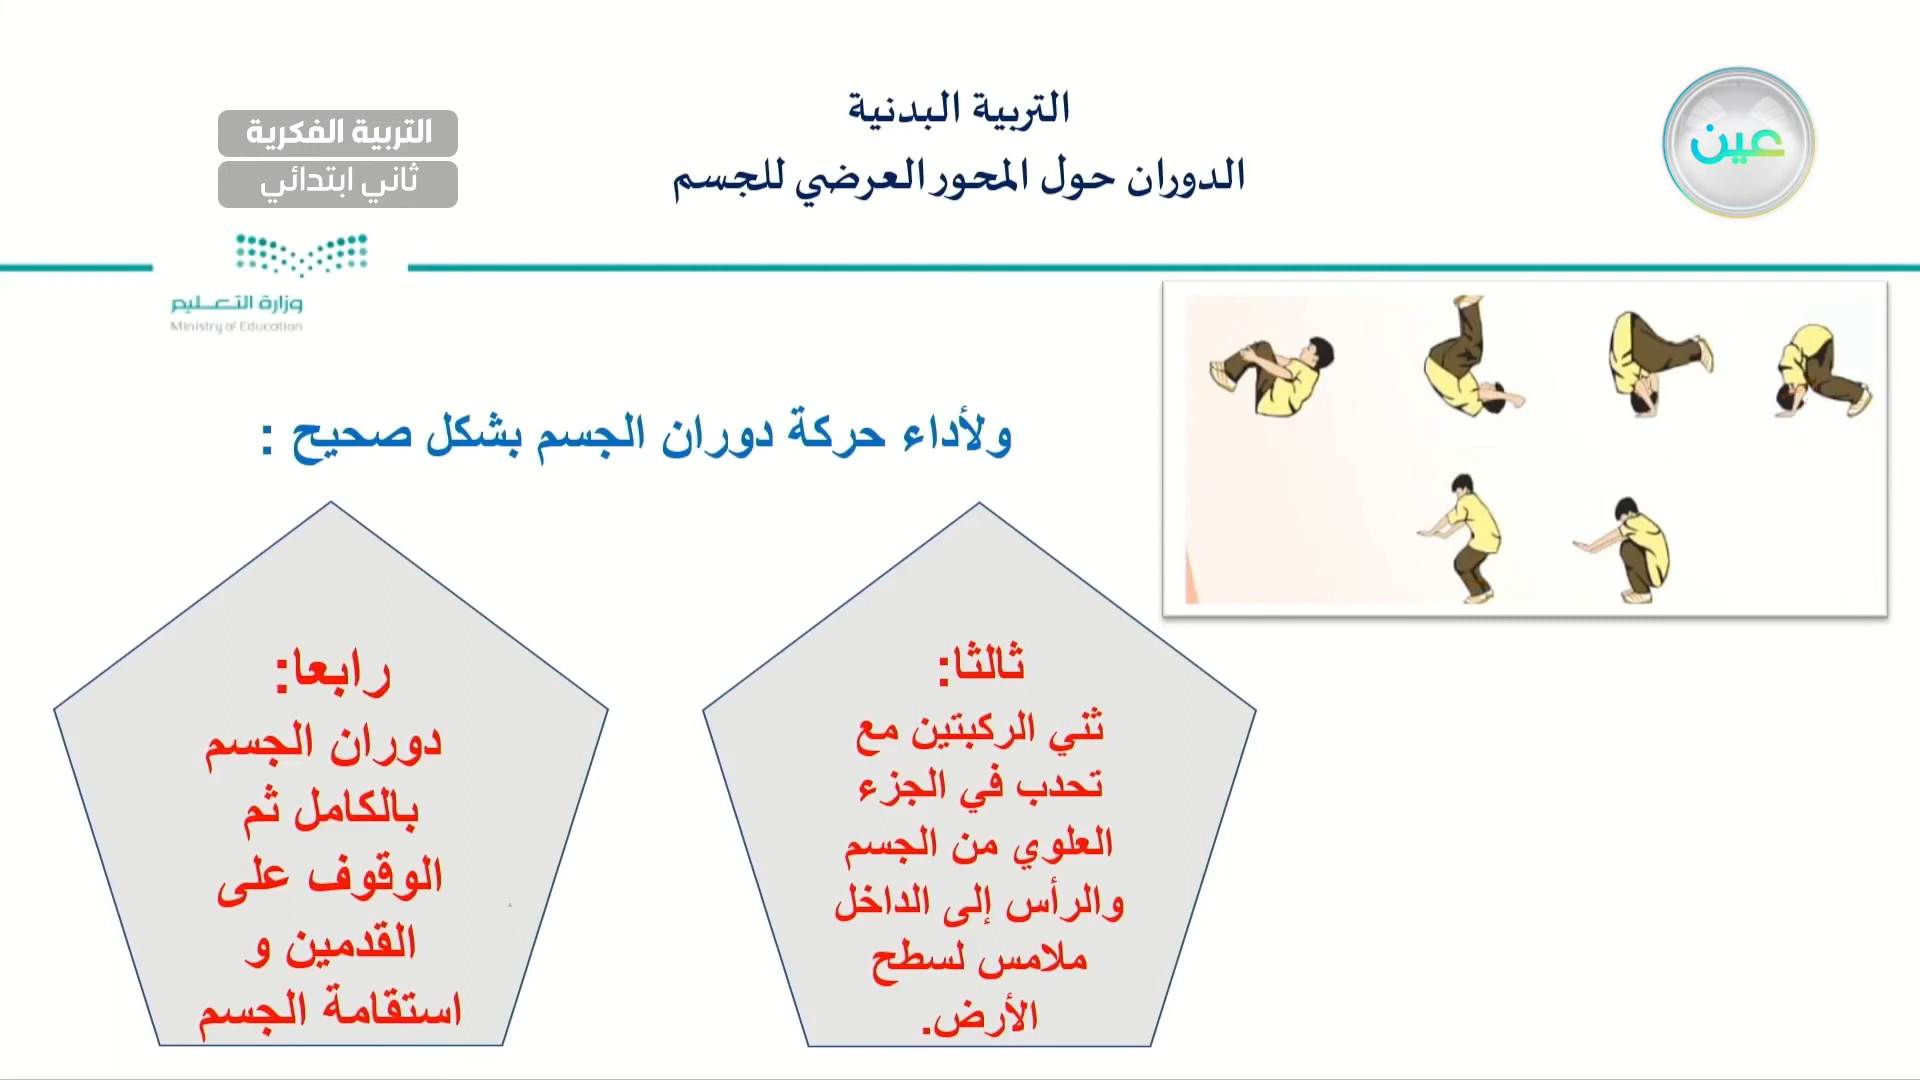 التربية البدنية
الدوران حول المحور العرضي للجسم
عين
التربية الفكرية
ثاني ابتدائي
وزارة التعـــليم
Ministry of Education
ولأداء حركة دوران الجسم بشكل صحيح :
ثالثا:
ثني الركبتين مع
تحدب في الجزء
العلوي من الجسم
والرأس إلى الداخل
ملامس لسطح
الأرض.
رابعا:
دوران الجسم
بالكامل ثم
الوقوف على
القدمين و
استقامة الجسم